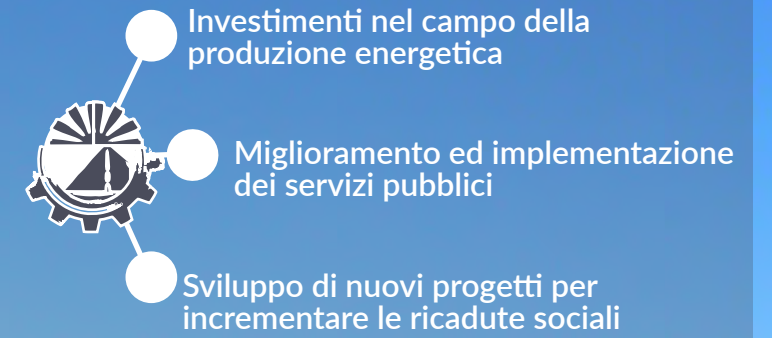 Investimenti nel campo della
produzione energetica
Miglioramento ed implementazione
dei servizi pubblici
Sviluppo di nuovi progetti per
incrementare le ricadute sociali